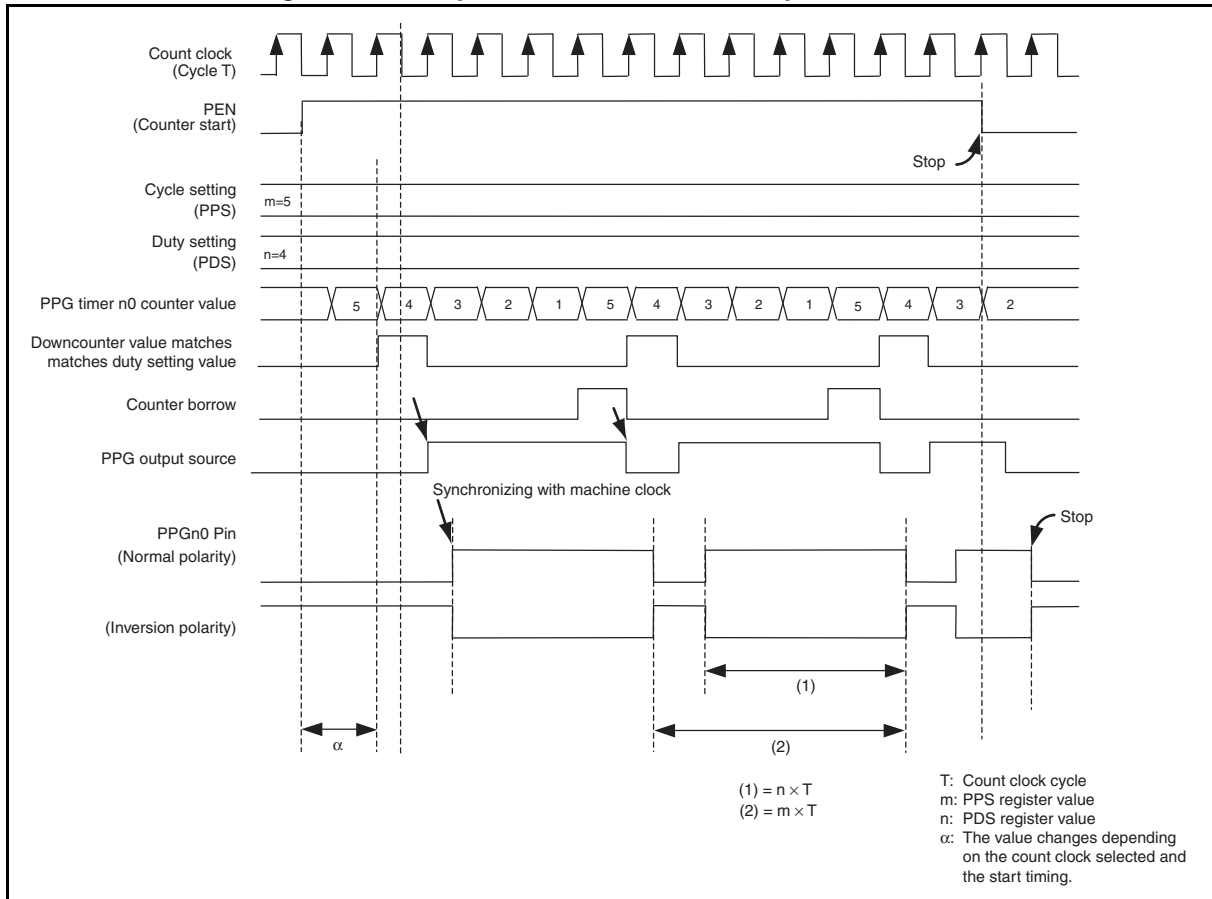 Count clock
(Cycle T)
PEN
(Counter start)
Stop
Cycle setting
(PPS)
m=5
Duty setting
(PDS)
n=4
PPG timer n0 counter value
5 4 3 2 1 5 4 3 2 1 5 4 3 2
Downcounter value matches
matches duty setting value
Counter borrow
PPG output source
Synchronizing with machine clock
PPGn0 Pin
(Normal polarity)
Stop
(Inversion polarity)
(1)
α
(2)
(1) = n × T
(2) = m × T
T: Count clock cycle
m: PPS register value
n: PDS register value
α: The value changes depending
on the count clock selected and
the start timing.